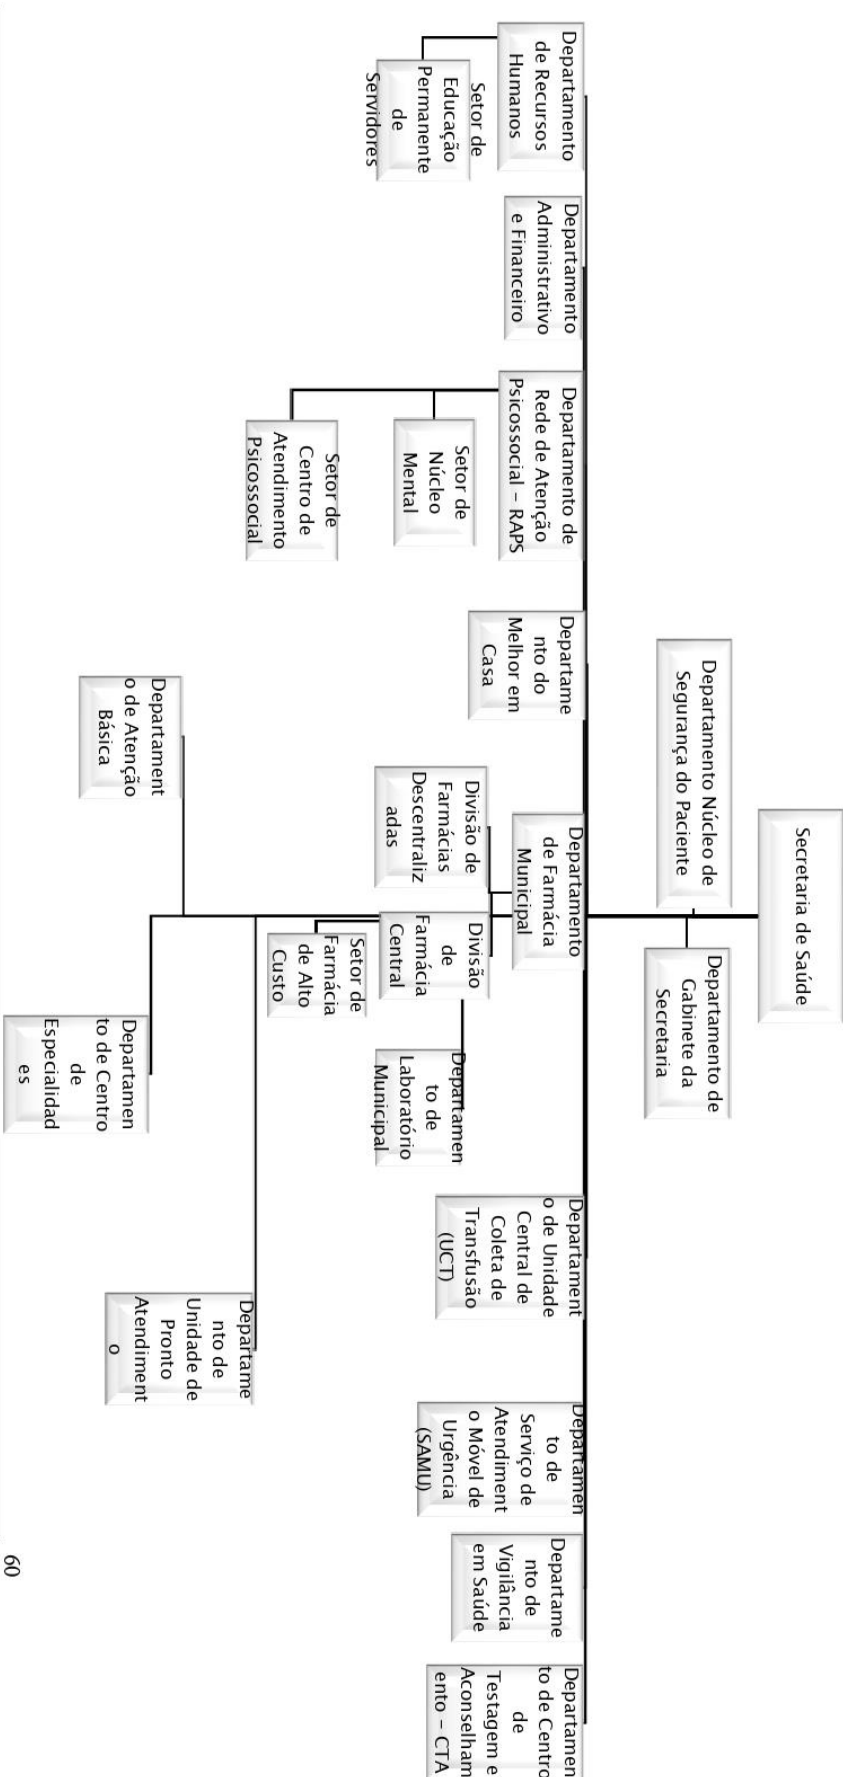 Secretaria de Saúde
Departamento Núcleo de
Segurança do Paciente
Departamento de
Gabinete da
Secretaria
Departamento
de Recursos
Humanos
Setor de
Educação
Permanente
de
Servidores
Departamento
Administrativo
e Financeiro
Departamento de
Rede de Atenção
Psicossocial – RAPS
Setor de
Núcleo
Mental
Setor de
Centro de
Atendimento
Psicossocial
Departame
nto do
Melhor em
Casa
Departamento
de Farmácia
Municipal
Divisão de
Farmácias
Descentraliz
adas
Divisão
de
Farmácia
Central
Setor de
Farmácia
de Alto
Custo
Departamen
to de
Laboratório
Municipal
Departament
o de Unidade
Central de
Coleta de
Transfusão
(UCT)
Departamen
to de
Serviço de
Atendiment
o Móvel de
Urgência
(SAMU)
Departame
nto de
Vigilância
em Saúde
Departamen
to de Centro
de
Testagem e
Aconselham
ento – CTA
Departament
o de Atenção
Básica
Departamen
to de Centro
de
Especialidad
es
Departame
nto de
Unidade de
Pronto
Atendiment
o
60